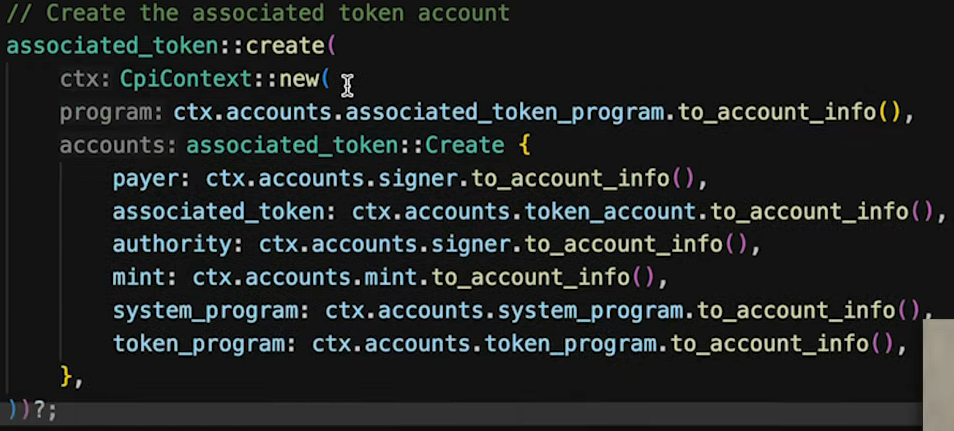 // Create the associated token account
associated_token::create(
ctx: CpiContext::new(
program: ctx.accounts.associated_token_program.to_account_info(),
accounts: associated_token::Create {
payer: ctx.accounts.signer.to_account_info(),
associated_token: ctx.accounts.token_account.to_account_info(),
authority: ctx.accounts.signer.to_account_info(),
mint: ctx.accounts.mint.to_account_info(),
system_program: ctx.accounts.system_program.to_account_info(),
token_program: ctx.accounts.token_program.to_account_info(),
},
))?;